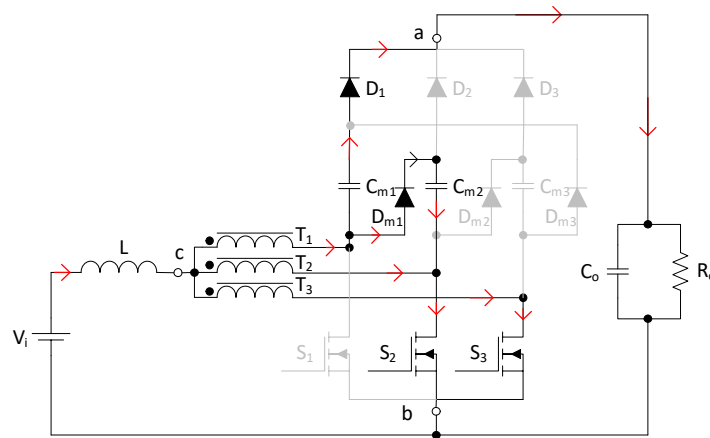 a
D₁
D₂
D₃
Cₘ₁
Cₘ₂
Cₘ₃
Dₘ₁
Dₘ₂
Dₘ₃
L
c
T₁
T₂
T₃
Cₒ
Vᵢ
S₁
S₂
S₃
b